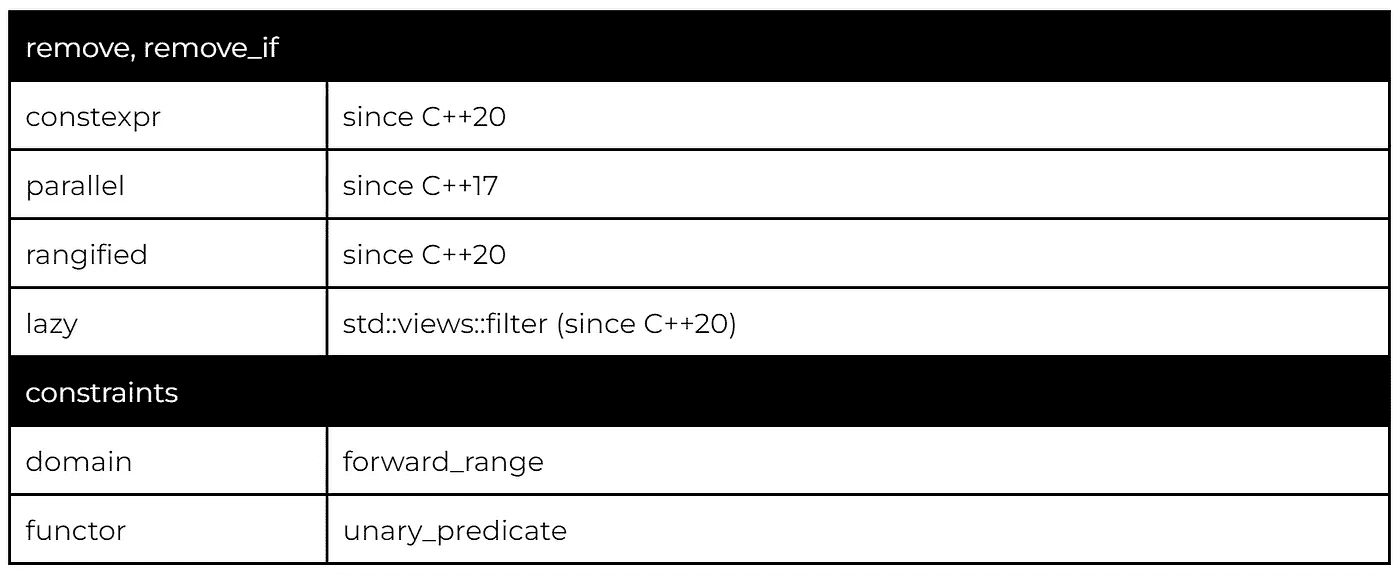 remove, remove_if
constexpr since C++20
parallel since C++17
rangified since C++20
lazy std::views::filter (since C++20)
constraints
domain forward_range
functor unary_predicate